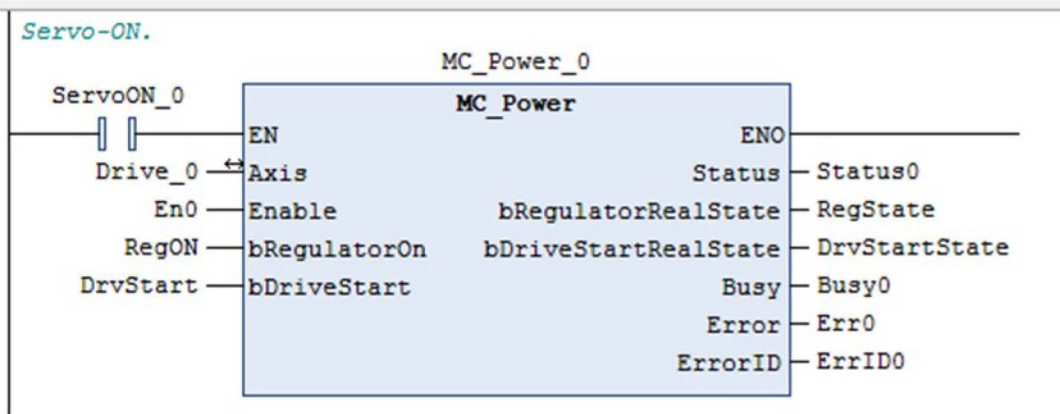 Servo-ON.
MC_Power_0
ServoON_0
MC_Power
EN ENO
Drive_0 Axis Status Status0
En0 Enable bRegulatorRealState RegState
RegON bRegulatorOn bDriveStartRealState DrvStartState
DrvStart bDriveStart Busy Busy0
Error Err0
ErrorID ErrID0